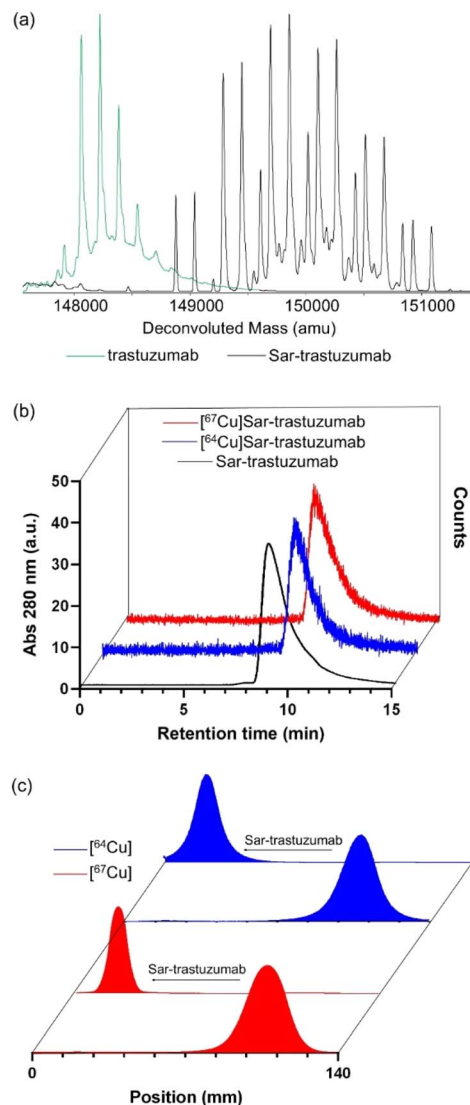 (a)
148000 149000 150000 151000
Deconvoluted Mass (amu)
trastuzumab Sar-trastuzumab
(b)
[⁶⁷Cu]Sar-trastuzumab
[⁶⁴Cu]Sar-trastuzumab
Sar-trastuzumab
50
40
30
20
10
0
Abs 280 nm (a.u.)
Counts
0 5 10 15
Retention time (min)
(c)
[⁶⁴Cu]
[⁶⁷Cu]
Sar-trastuzumab
Sar-trastuzumab
0 140
Position (mm)